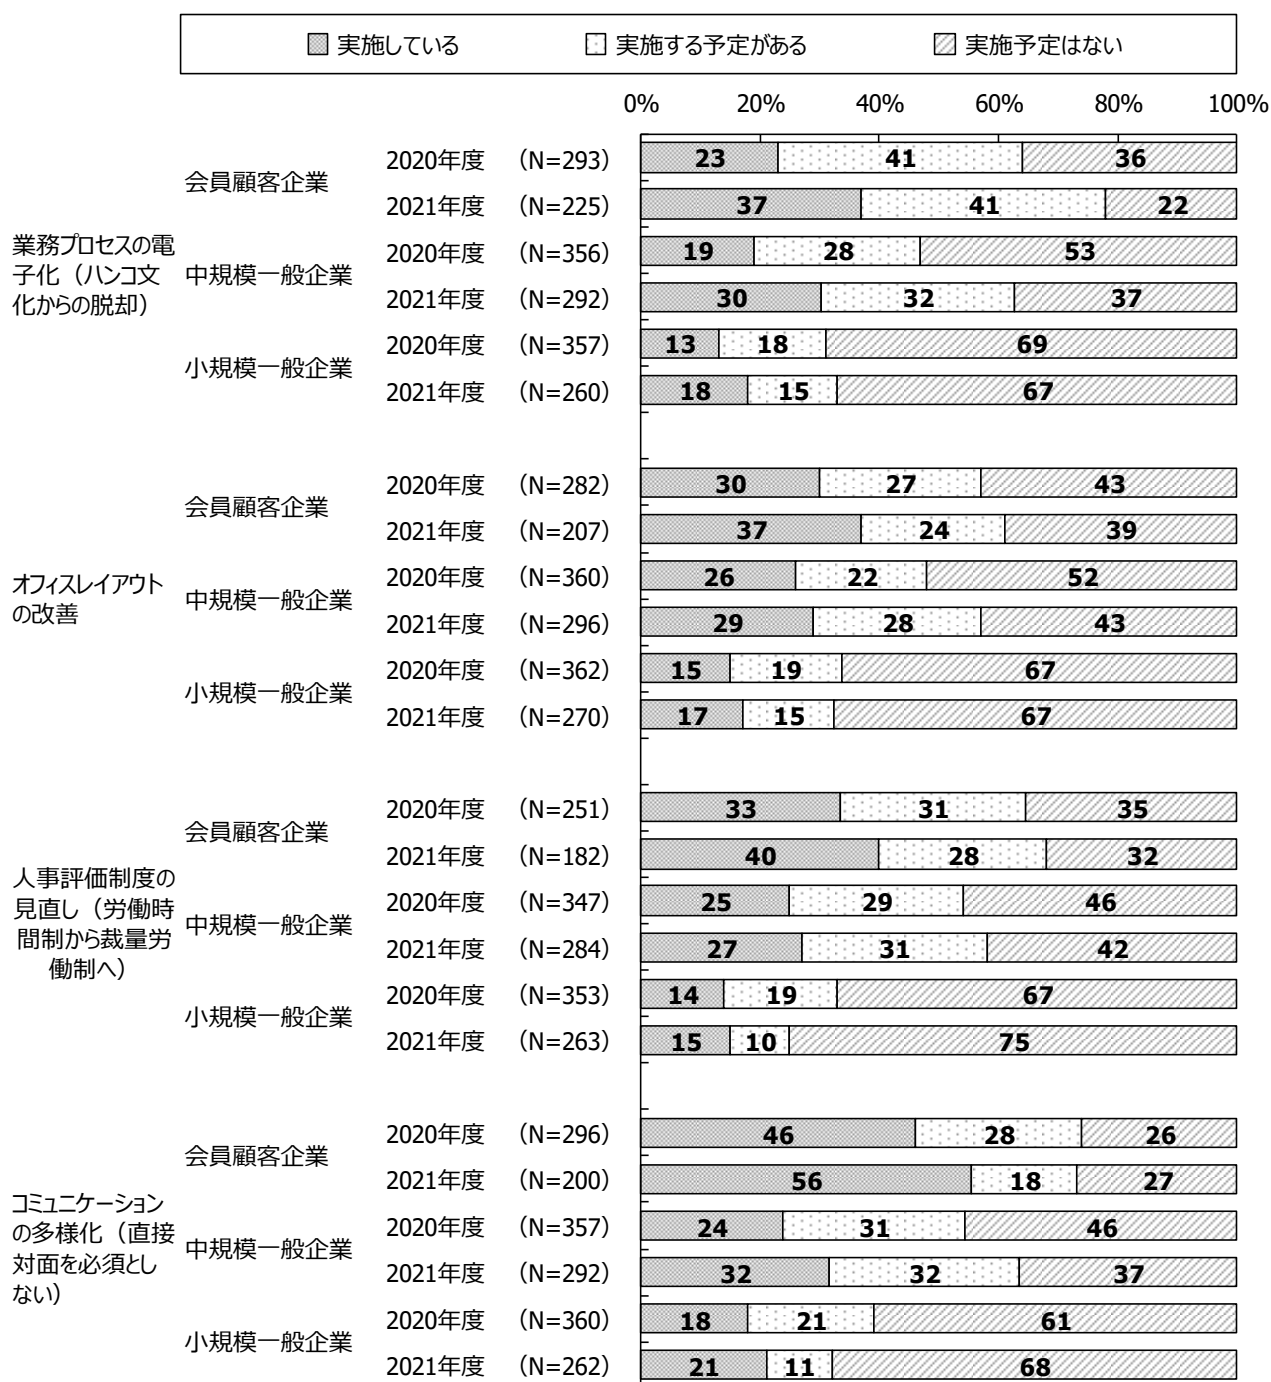 実施している 実施する予定がある 実施予定はない
0% 20% 40% 60% 80% 100%
業務プロセスの電
子化（ハンコ文
化からの脱却）
会員顧客企業
2020年度 （N=293） 23 41 36
2021年度 （N=225） 37 41 22
中規模一般企業
2020年度 （N=356） 19 28 53
2021年度 （N=292） 30 32 37
小規模一般企業
2020年度 （N=357） 13 18 69
2021年度 （N=260） 18 15 67
オフィスレイアウト
の改善
会員顧客企業
2020年度 （N=282） 30 27 43
2021年度 （N=207） 37 24 39
中規模一般企業
2020年度 （N=360） 26 22 52
2021年度 （N=296） 29 28 43
小規模一般企業
2020年度 （N=362） 15 19 67
2021年度 （N=270） 17 15 67
人事評価制度の
見直し（労働時
間制から裁量労
働制へ）
会員顧客企業
2020年度 （N=251） 33 31 35
2021年度 （N=182） 40 28 32
中規模一般企業
2020年度 （N=347） 25 29 46
2021年度 （N=284） 27 31 42
小規模一般企業
2020年度 （N=353） 14 19 67
2021年度 （N=263） 15 10 75
コミュニケーション
の多様化（直接
対面を必須とし
ない）
会員顧客企業
2020年度 （N=296） 46 28 26
2021年度 （N=200） 56 18 27
中規模一般企業
2020年度 （N=357） 24 31 46
2021年度 （N=292） 32 32 37
小規模一般企業
2020年度 （N=360） 18 21 61
2021年度 （N=262） 21 11 68